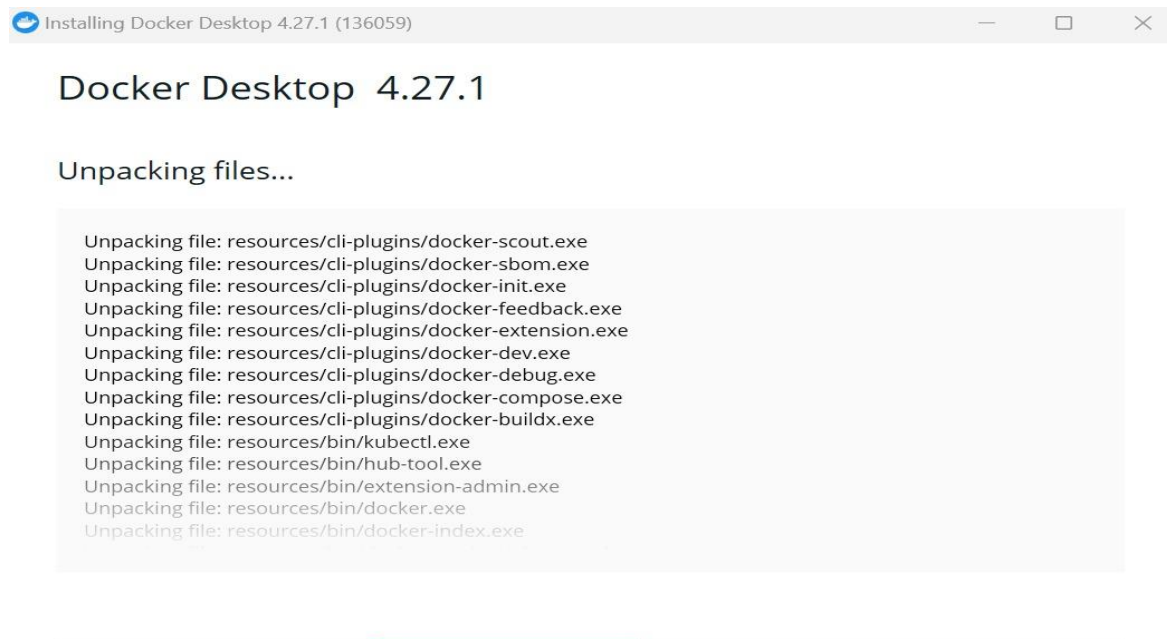 Installing Docker Desktop 4.27.1 (136059)
Docker Desktop 4.27.1
Unpacking files...
Unpacking file: resources/cli-plugins/docker-scout.exe
Unpacking file: resources/cli-plugins/docker-sbom.exe
Unpacking file: resources/cli-plugins/docker-init.exe
Unpacking file: resources/cli-plugins/docker-feedback.exe
Unpacking file: resources/cli-plugins/docker-extension.exe
Unpacking file: resources/cli-plugins/docker-dev.exe
Unpacking file: resources/cli-plugins/docker-debug.exe
Unpacking file: resources/cli-plugins/docker-compose.exe
Unpacking file: resources/cli-plugins/docker-buildx.exe
Unpacking file: resources/bin/kubectl.exe
Unpacking file: resources/bin/hub-tool.exe
Unpacking file: resources/bin/extension-admin.exe
Unpacking file: resources/bin/docker.exe
Unpacking file: resources/bin/docker-index.exe